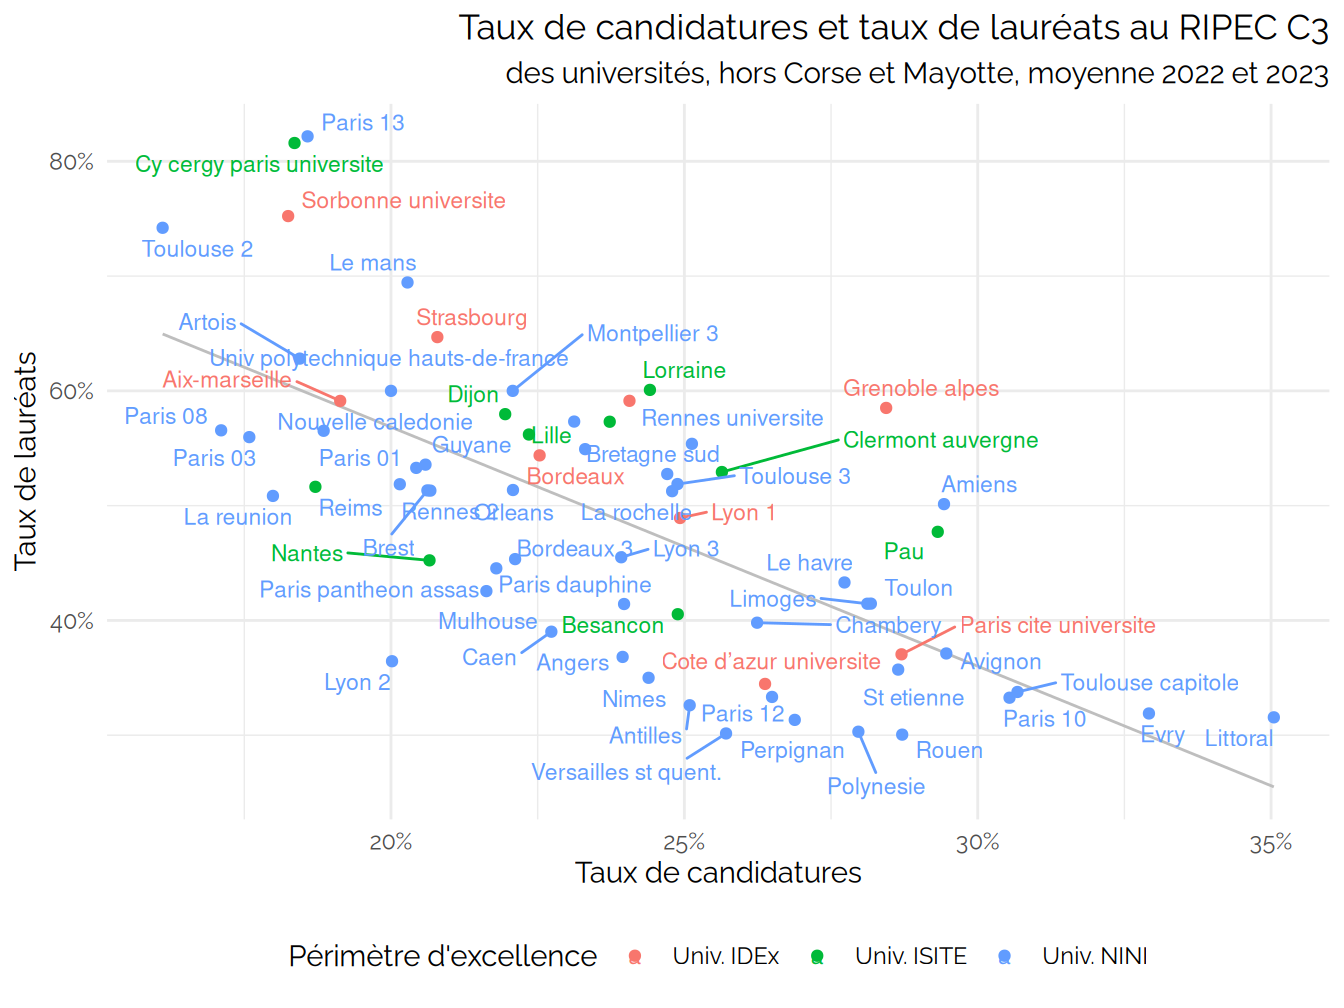 Taux de candidatures et taux de lauréats au RIPEC C3
des universités, hors Corse et Mayotte, moyenne 2022 et 2023
Taux de lauréats
80%
60%
40%
Paris 13
Cy cergy paris universite
Sorbonne universite
Toulouse 2
Le mans
Artois
Strasbourg
Montpellier 3
Univ polytechnique hauts-de-france
Aix-marseille
Lorraine
Dijon
Grenoble alpes
Paris 08
Nouvelle caledonie
Rennes universite
Lille
Guyane
Clermont auvergne
Paris 03
Paris 01
Bretagne sud
Bordeaux
Toulouse 3
Amiens
La reunion
Reims
Rennes 2
Orleans
La rochelle
Lyon 1
Nantes
Brest
Bordeaux 3
Lyon 3
Pau
Le havre
Paris pantheon assas
Paris dauphine
Limoges
Toulon
Mulhouse
Besancon
Chambery
Paris cite universite
Caen
Angers
Cote d'azur universite
Avignon
Lyon 2
Nimes
Paris 12
St etienne
Toulouse capitole
Paris 10
Antilles
Perpignan
Rouen
Evry
Littoral
Versailles st quent.
Polynesie
20%
25%
30%
35%
Taux de candidatures
Périmètre d'excellence
Univ. IDEx
Univ. ISITE
Univ. NINI